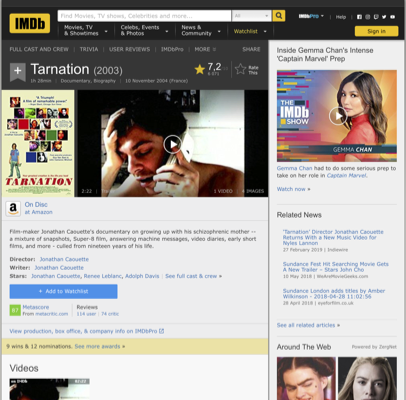 IMDb
Find Movies, TV shows, Celebrities and more...
All
IMDbPro
Help
Movies, TV & Showtimes
Celebs, Events & Photos
News & Community
Watchlist
Sign in
FULL CAST AND CREW | TRIVIA | USER REVIEWS | IMDbPro | MORE
SHARE
Tarnation (2003)
1h 28min | Documentary, Biography | 10 November 2004 (France)
7,2
Rate This
TARNATION
2:22
1 VIDEO
IMAGES
On Disc
at Amazon
Film-maker Jonathan Caouette's documentary on growing up with his schizophrenic mother --
a mixture of snapshots, Super-8 film, answering machine messages, video diaries, early short
films, and more - culled from nineteen years of his life.
Director: Jonathan Caouette
Writer: Jonathan Caouette
Stars: Jonathan Caouette, Renee Leblanc, Adolph Davis | See full cast & crew »
+ Add to Watchlist
87
Metascore
From metacritic.com
Reviews
114 user | 74 critic
View production, box office, & company info on IMDbPro
9 wins & 12 nominations. See more awards »
Videos
Inside Gemma Chan's Intense
'Captain Marvel' Prep
THE
IMDb
SHOW
GEMMA CHAN
Gemma Chan had to do some serious prep
to take on her role in Captain Marvel.
Watch now »
Related News
'Tarnation' Director Jonathan Caouette
Returns With a New Music Video for
Nyles Lannon
27 February 2019 | Indiewire
Sundance Fest Hit Searching Movie Gets
A New Trailer – Stars John Cho
10 May 2018 | WeAreMovieGeeks.com
Sundance London adds titles by Amber
Wilkinson - 2018-04-28 11:02:56
28 April 2018 | eyeforfilm.co.uk
See all related articles »
Around The Web
Powered by ZergNet